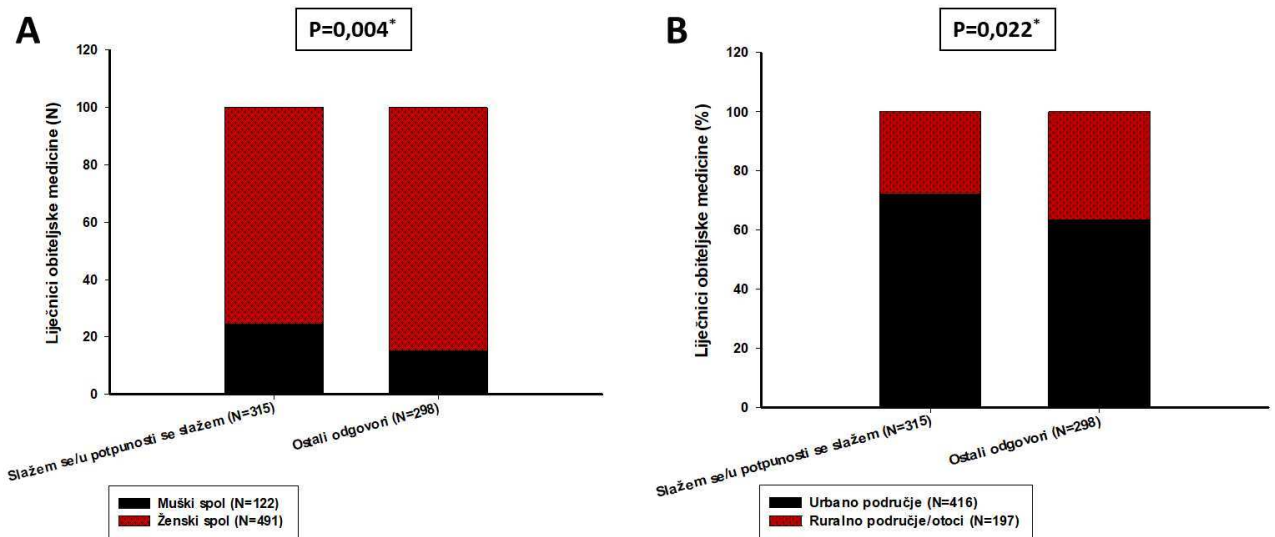 A
P=0,004*
Liječnici obiteljske medicine (N)
120
100
80
60
40
20
0
Slažem se/u potpunosti se slažem (N=315)
Ostali odgovori (N=298)
Muški spol (N=122)
Ženski spol (N=491)
B
P=0,022*
Liječnici obiteljske medicine (%)
120
100
80
60
40
20
0
Slažem se/u potpunosti se slažem (N=315)
Ostali odgovori (N=298)
Urbano područje (N=416)
Ruralno područje/otoci (N=197)